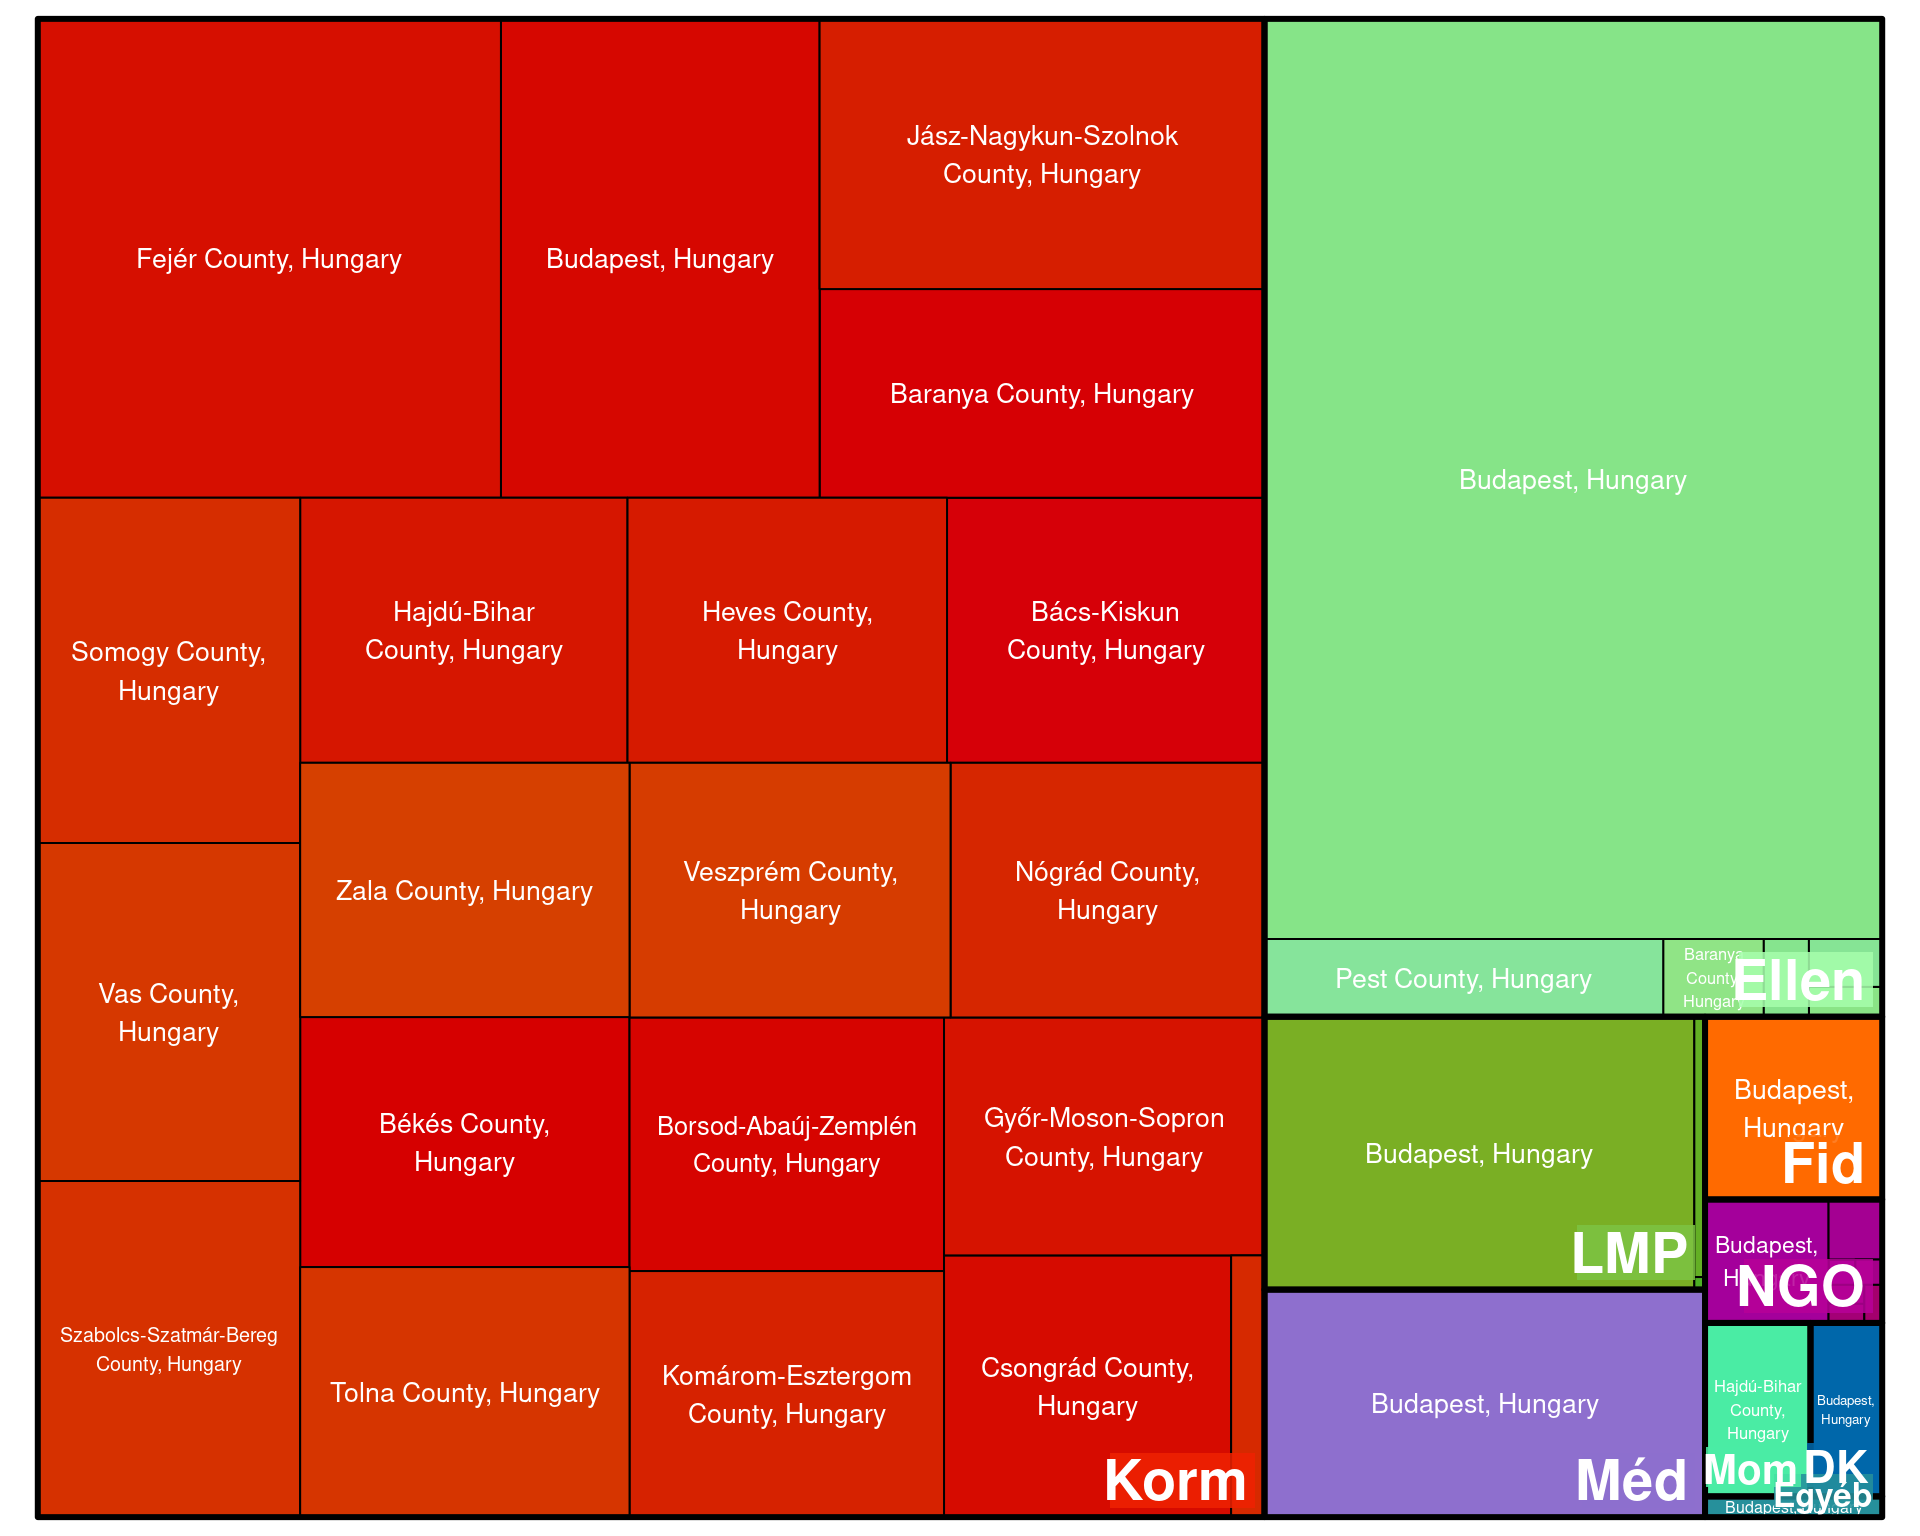 Fejér County, Hungary
Budapest, Hungary
Jász-Nagykun-Szolnok
County, Hungary
Baranya County, Hungary
Somogy County,
Hungary
Hajdú-Bihar
County, Hungary
Heves County,
Hungary
Bács-Kiskun
County, Hungary
Vas County,
Hungary
Zala County, Hungary
Veszprém County,
Hungary
Nógrád County,
Hungary
Szabolcs-Szatmár-Bereg
County, Hungary
Békés County,
Hungary
Borsod-Abaúj-Zemplén
County, Hungary
Győr-Moson-Sopron
County, Hungary
Tolna County, Hungary
Komárom-Esztergom
County, Hungary
Csongrád County,
Hungary
Korm
Budapest, Hungary
Pest County, Hungary
Baranya
County,
Hungary
Ellen
Budapest, Hungary
LMP
Budapest, Hungary
Méd
Budapest,
Hungary
Fid
Budapest,
Hungary
NGO
Hajdú-Bihar
County,
Hungary
Mom
Budapest,
Hungary
DK
Budapest, Hungary
Egyéb